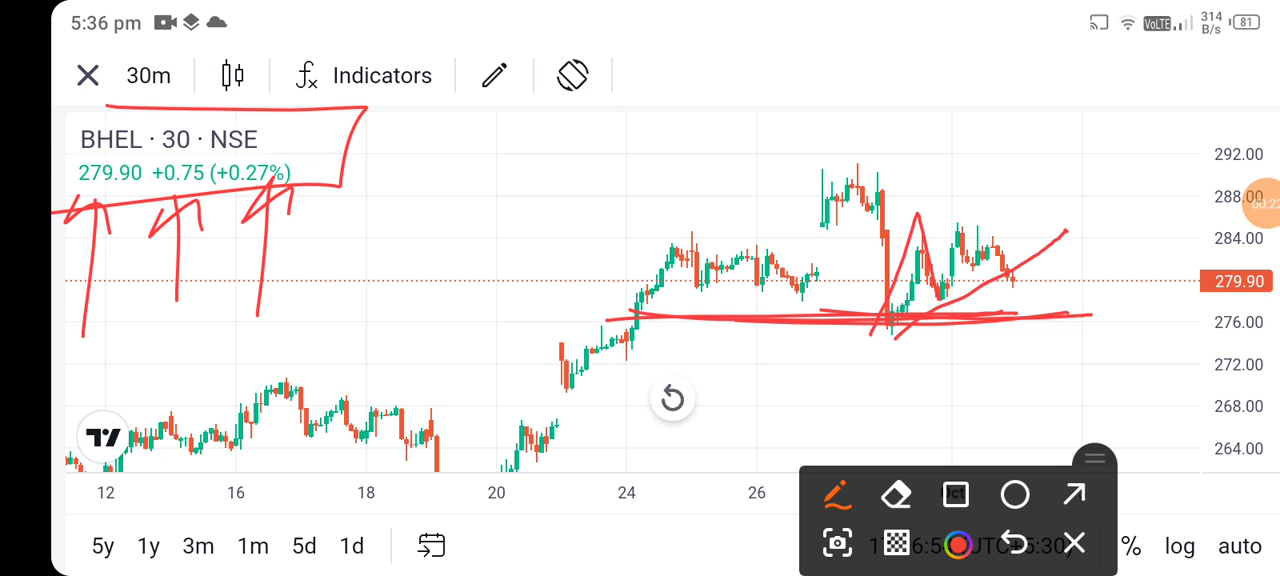 5:36 pm VoLTE 314 B/s 81
30m Indicators
BHEL · 30 · NSE
279.90 +0.75 (+0.27%)
292.00
288.00
284.00
279.90
276.00
272.00
268.00
264.00
12 16 18 20 24 26 Oct
5y 1y 3m 1m 5d 1d % log auto